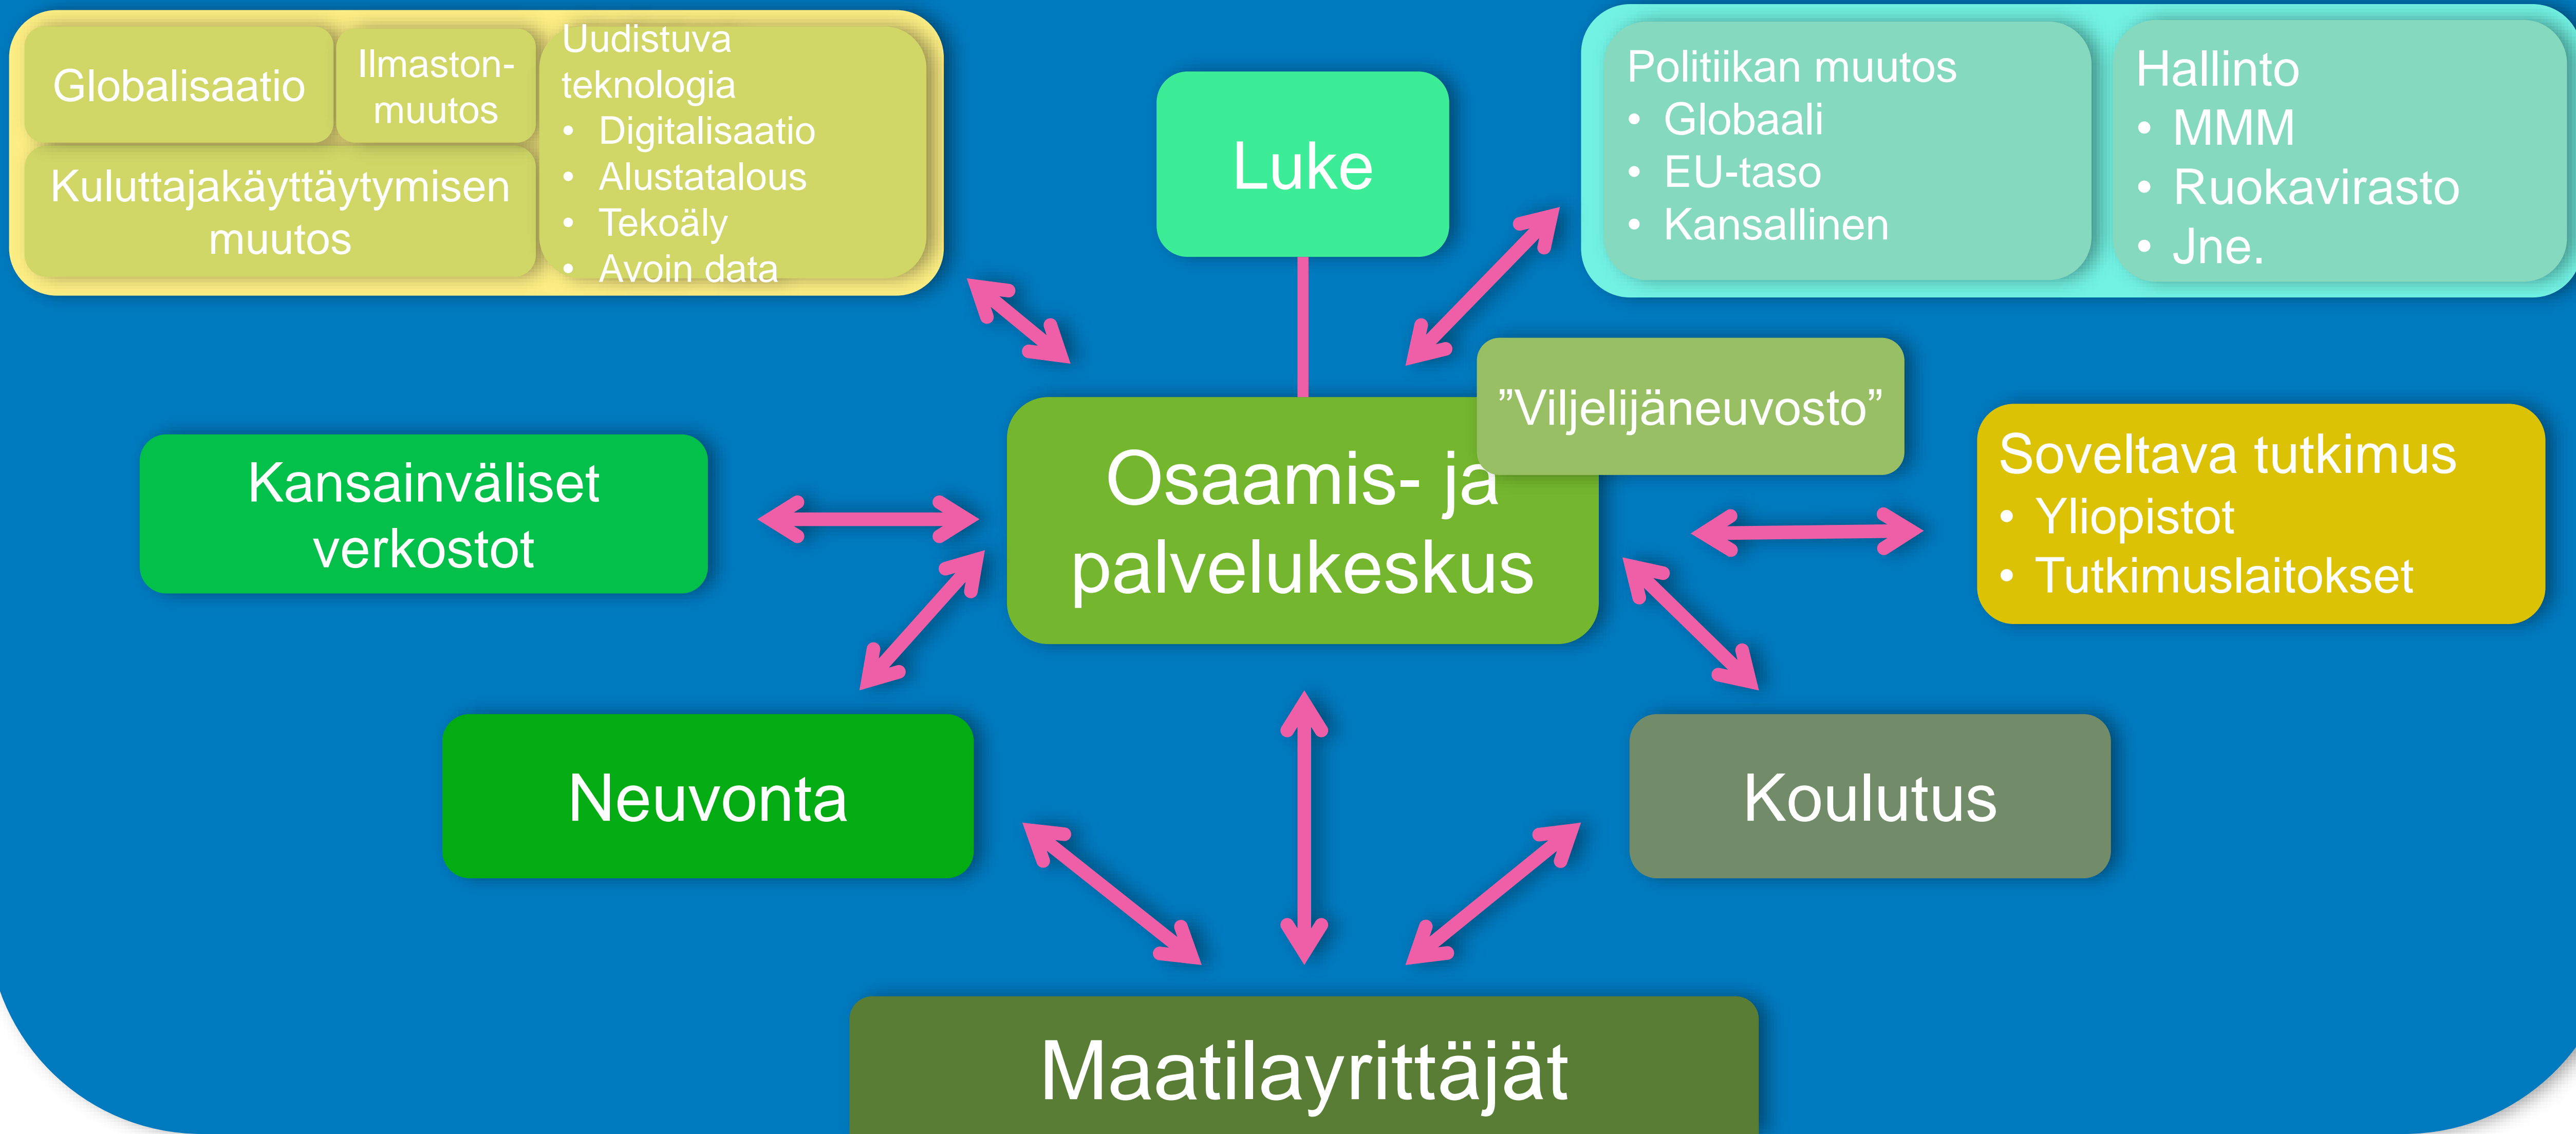 Globalisaatio
Ilmaston-
muutos
Kuluttajakäyttäytymisen
muutos
Uudistuva
teknologia
• Digitalisaatio
• Alustatalous
• Tekoäly
• Avoin data
Luke
Politiikan muutos
• Globaali
• EU-taso
• Kansallinen
Hallinto
• MMM
• Ruokavirasto
• Jne.
”Viljelijäneuvosto”
Kansainväliset
verkostot
Osaamis- ja
palvelukeskus
Soveltava tutkimus
• Yliopistot
• Tutkimuslaitokset
Neuvonta
Koulutus
Maatilayrittäjät